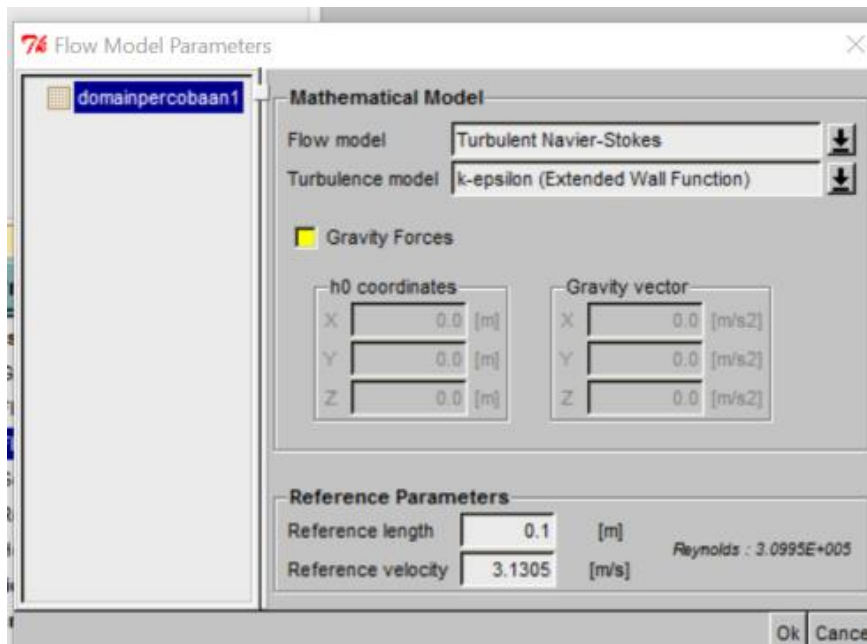 Flow Model Parameters
domainpercobaan1
Mathematical Model
Flow model Turbulent Navier-Stokes
Turbulence model k-epsilon (Extended Wall Function)
Gravity Forces
h0 coordinates
X 0.0 [m]
Y 0.0 [m]
Z 0.0 [m]
Gravity vector
X 0.0 [m/s2]
Y 0.0 [m/s2]
Z 0.0 [m/s2]
Reference Parameters
Reference length 0.1 [m]
Reference velocity 3.1305 [m/s]
Reynolds : 3.0995E+005
Ok Cance